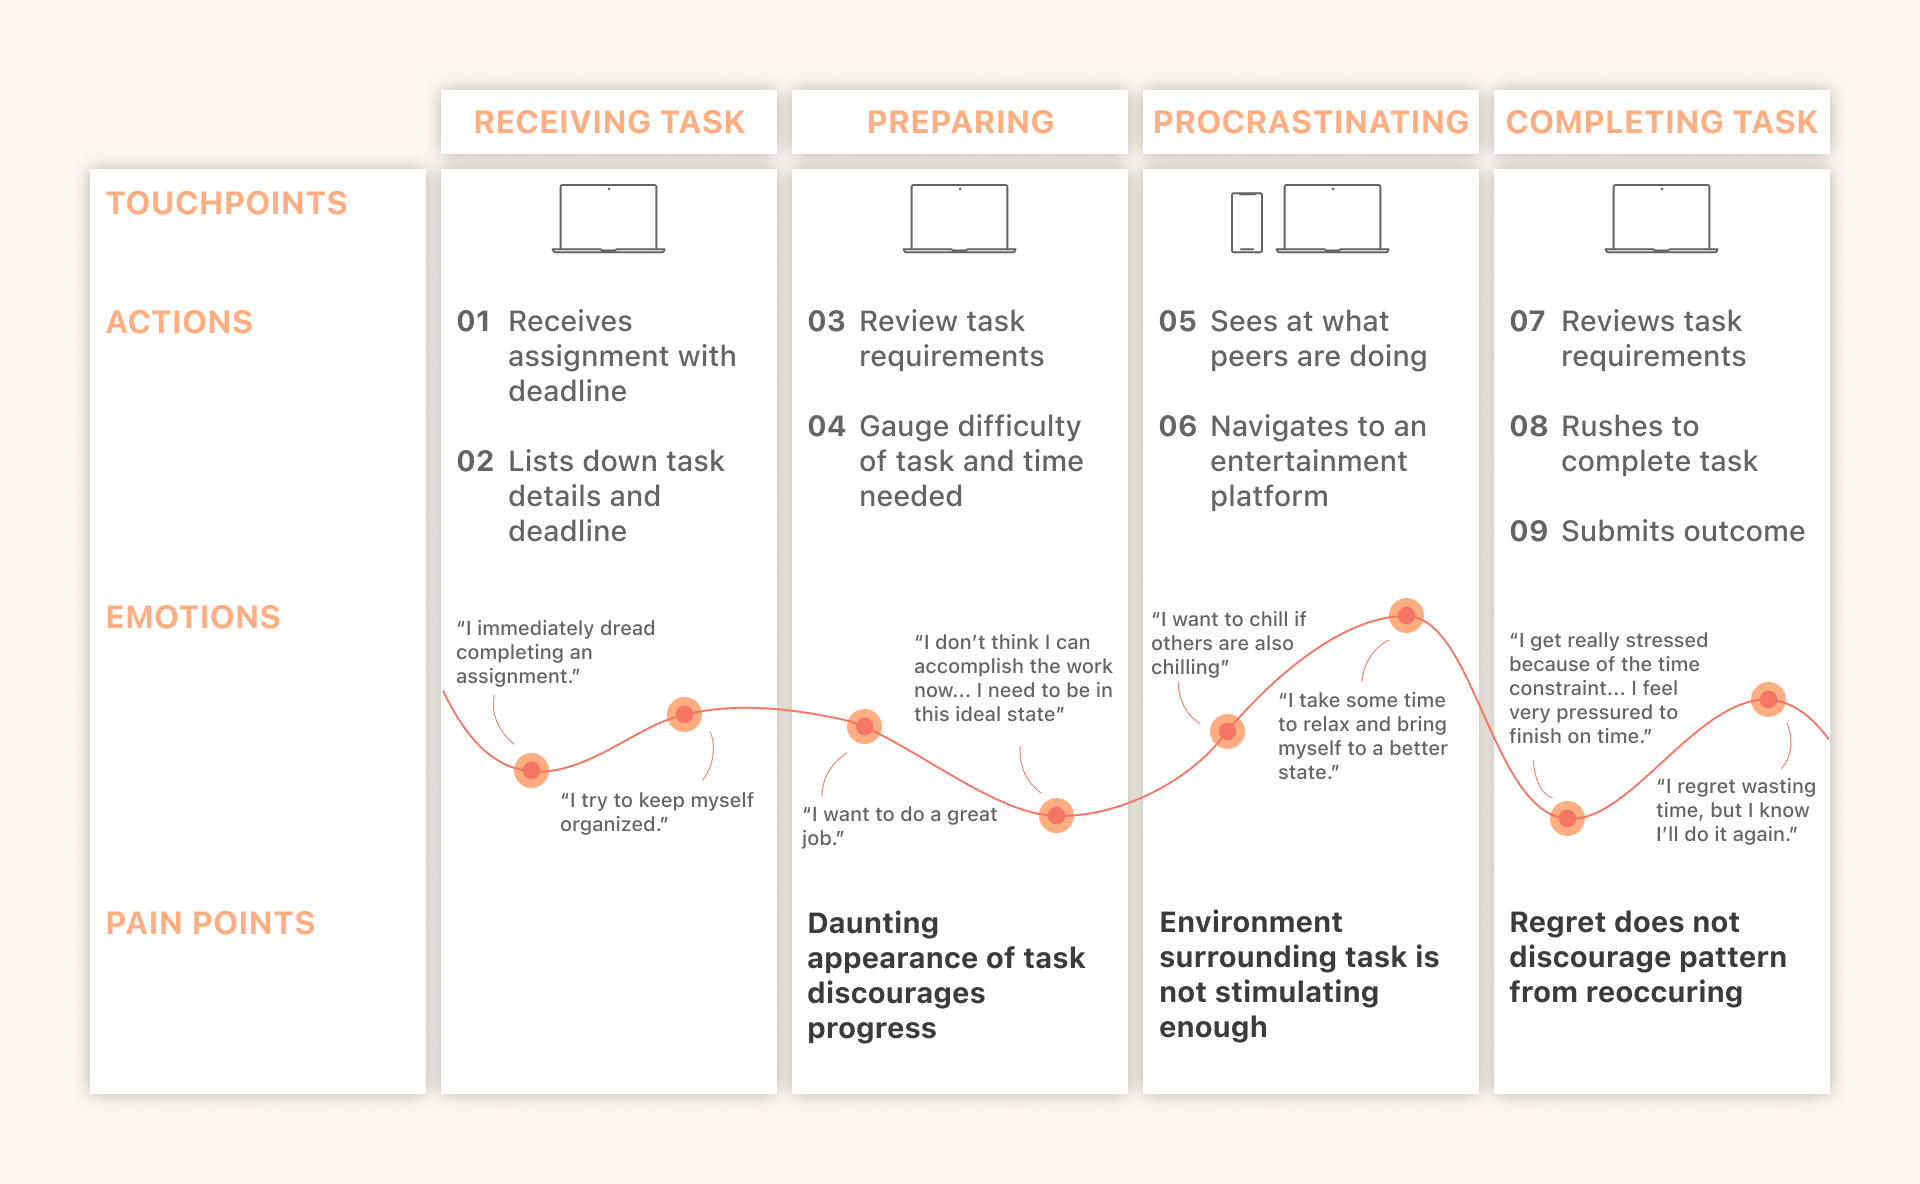 RECEIVING TASK
PREPARING
PROCRASTINATING
COMPLETING TASK
TOUCHPOINTS
ACTIONS
01 Receives
assignment with
deadline
02 Lists down task
details and
deadline
03 Review task
requirements
04 Gauge difficulty
of task and time
needed
05 Sees at what
peers are doing
06 Navigates to an
entertainment
platform
07 Reviews task
requirements
08 Rushes to
complete task
09 Submits outcome
EMOTIONS
“I immediately dread
completing an
assignment.”
“I try to keep myself
organized.”
“I want to do a great
job.”
“I don’t think I can
accomplish the work
now... I need to be in
this ideal state”
“I want to chill if
others are also
chilling”
“I take some time
to relax and bring
myself to a better
state.”
“I get really stressed
because of the time
constraint... I feel
very pressured to
finish on time.”
“I regret wasting
time, but I know
I’ll do it again.”
PAIN POINTS
Daunting
appearance of task
discourages
progress
Environment
surrounding task is
not stimulating
enough
Regret does not
discourage pattern
from reoccuring